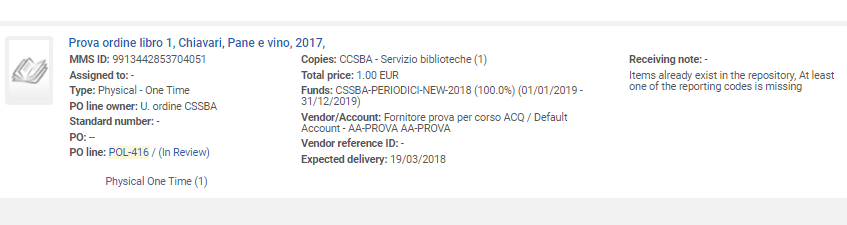 Prova ordine libro 1, Chiavari, Pane e vino, 2017,
MMS ID: 9913442853704051
Assigned to: -
Type: Physical - One Time
PO line owner: U. ordine CSSBA
Standard number: -
PO: --
PO line: POL-416 / (In Review)
Physical One Time (1)
Copies: CCSBA - Servizio biblioteche (1)
Total price: 1.00 EUR
Funds: CSSBA-PERIODICI-NEW-2018 (100.0%) (01/01/2019 -
31/12/2019)
Vendor/Account: Fornitore prova per corso ACQ / Default
Account - AA-PROVA AA-PROVA
Vendor reference ID: -
Expected delivery: 19/03/2018
Receiving note: -
Items already exist in the repository, At least
one of the reporting codes is missing